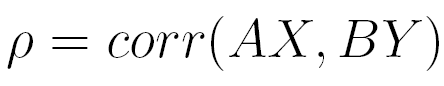 ρ = corr(AX, BY)